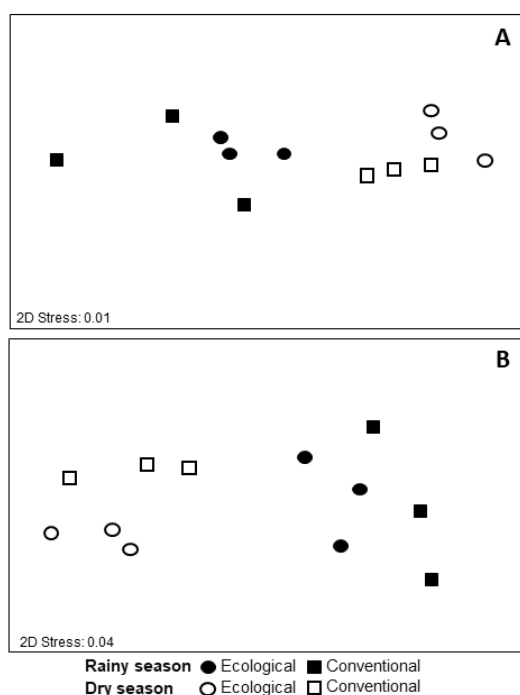 A
2D Stress: 0.01
B
2D Stress: 0.04
Rainy season Ecological Conventional
Dry season Ecological Conventional